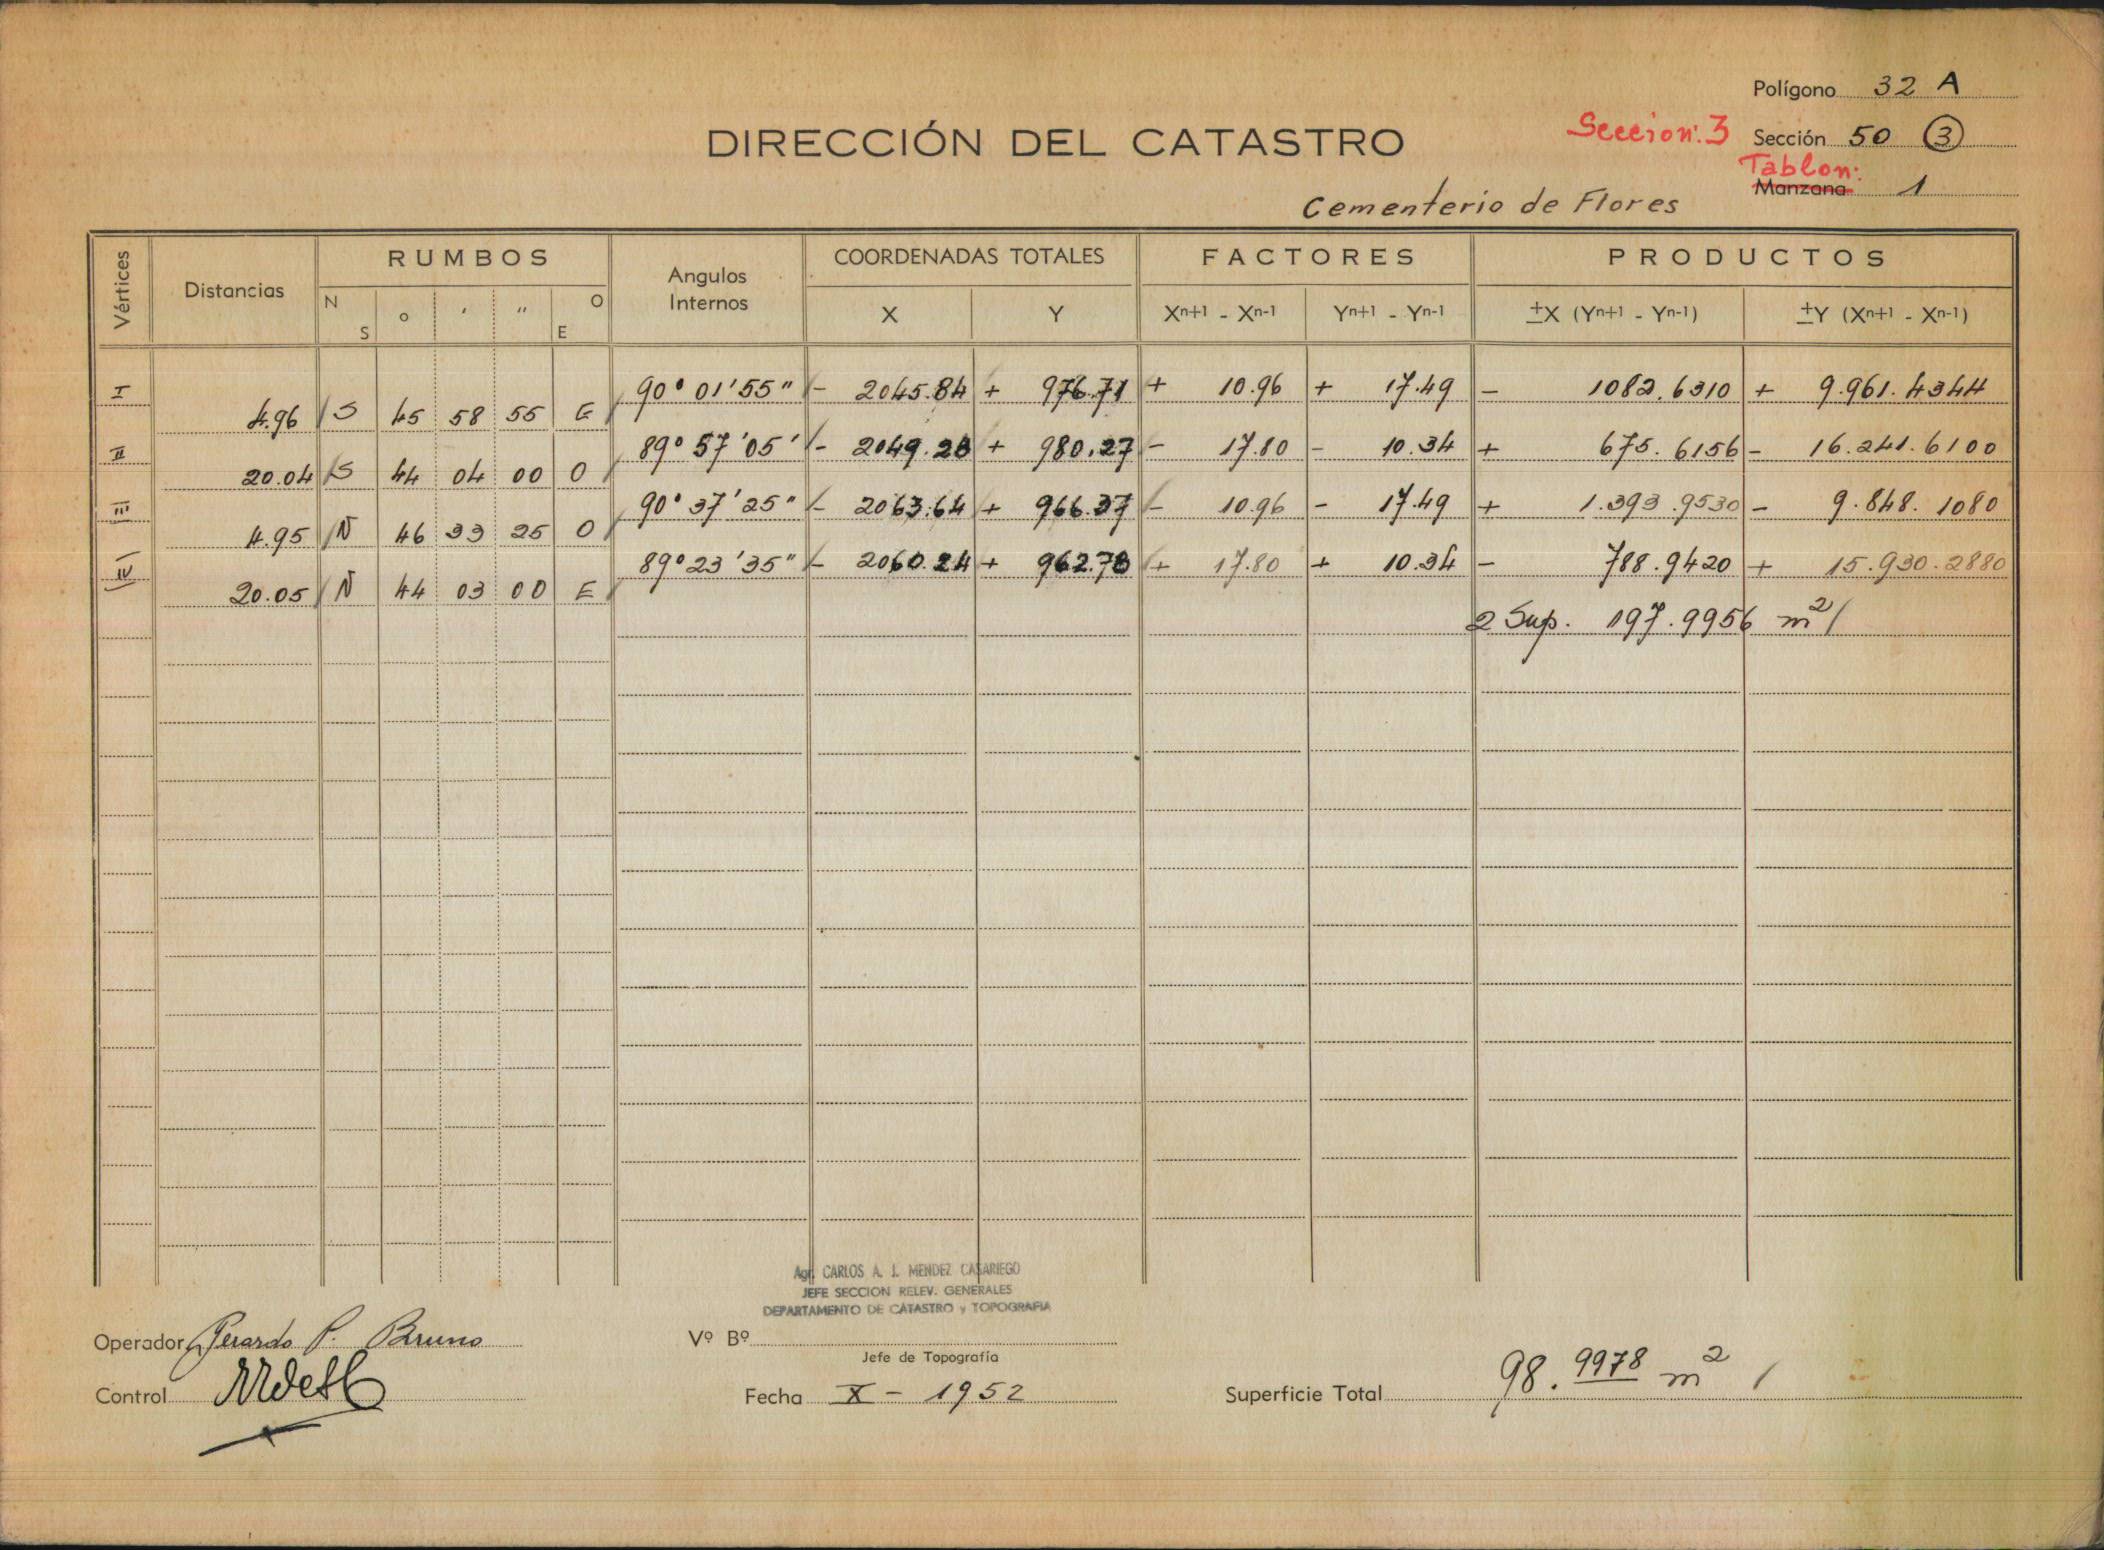 Polígono 32 A
DIRECCIÓN DEL CATASTRO
Seccion: 3 Sección 50 3
Tablon:
Manzana 1
Cementerio de Flores
Vértices Distancias RUMBOS Angulos Internos COORDENADAS TOTALES FACTORES PRODUCTOS
N S o ' " O E X Y Xn+1 - Xn-1 Yn+1 - Yn-1 ±X (Yn+1 - Yn-1) ±Y (Xn+1 - Xn-1)
I 90° 01' 55" - 2045.84 + 976.71 + 10.96 + 17.49 - 1082.6310 + 9.961.4344
4.96 S 45 58 55 E
II 89° 57' 05' - 2049.28 + 980.27 - 17.80 - 10.34 + 675.6156 - 16.241.6100
20.04 S 44 04 00 O
III 90° 37' 25" - 2063.64 + 966.37 - 10.96 - 17.49 + 1.393.9530 - 9.848.1080
4.95 N 46 33 25 O
IV 89° 23' 35" - 2060.24 + 962.78 + 17.80 + 10.34 - 788.9420 + 15.930.2880
20.05 N 44 03 00 E
2 Sup. 197.9956 m2
Agr. CARLOS A. J. MENDEZ CASARIEGO
JEFE SECCION RELEV. GENERALES
DEPARTAMENTO DE CATASTRO y TOPOGRAFIA
Operador Gerardo P. Bruno Vº Bº
Jefe de Topografía
Control Fecha X - 1952 Superficie Total 98.9978 m2